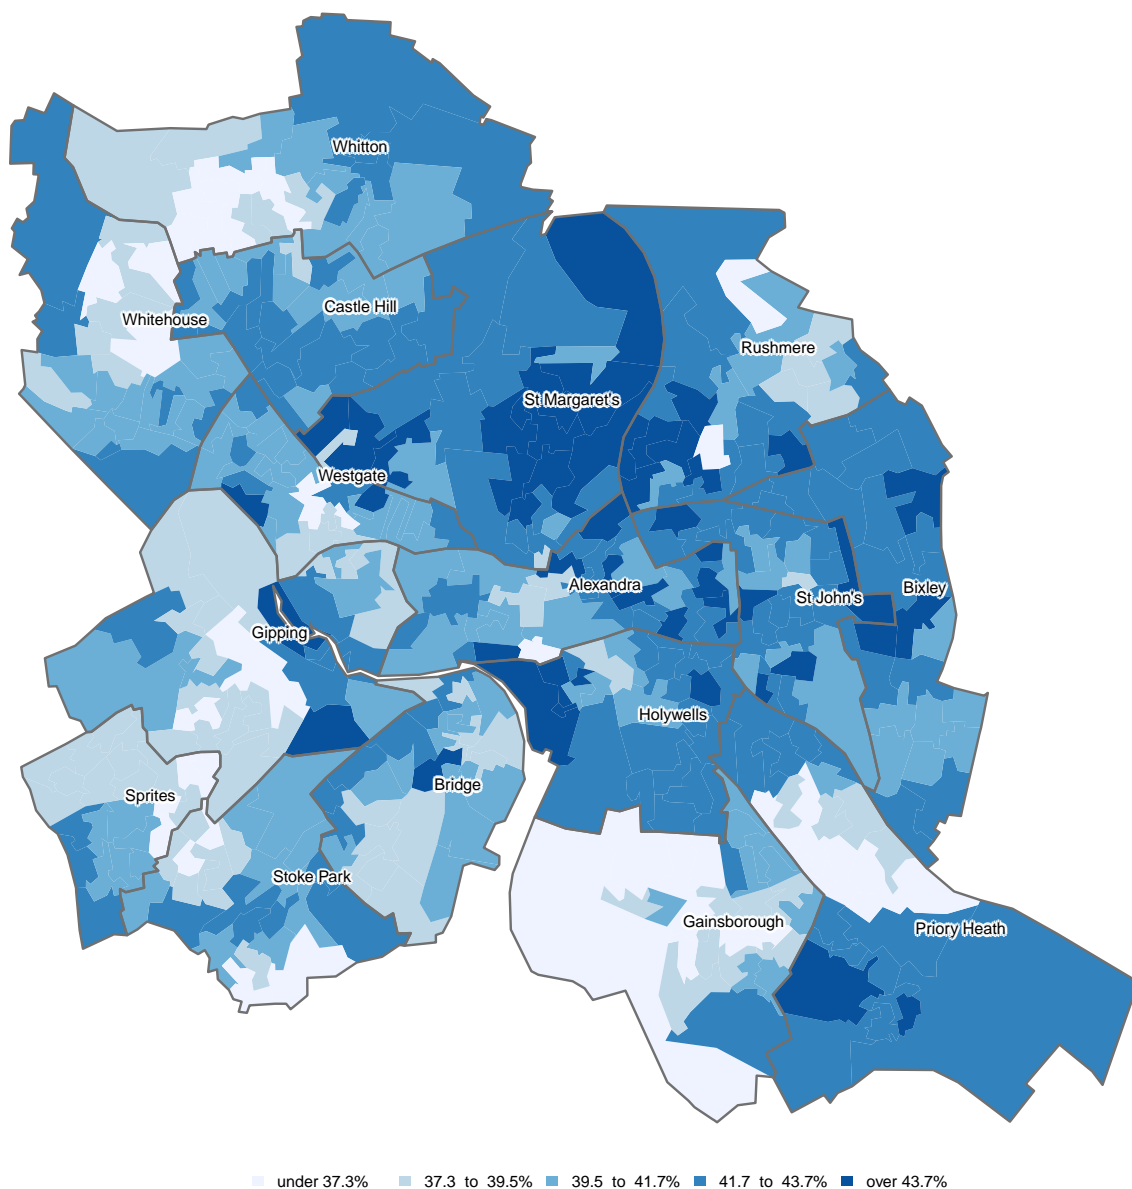 Whitton
Castle Hill
Whitehouse
Rushmere
St Margaret's
Westgate
Alexandra
St John's
Bixley
Gipping
Holywells
Bridge
Sprites
Stoke Park
Gainsborough
Priory Heath
under 37.3% 37.3 to 39.5% 39.5 to 41.7% 41.7 to 43.7% over 43.7%